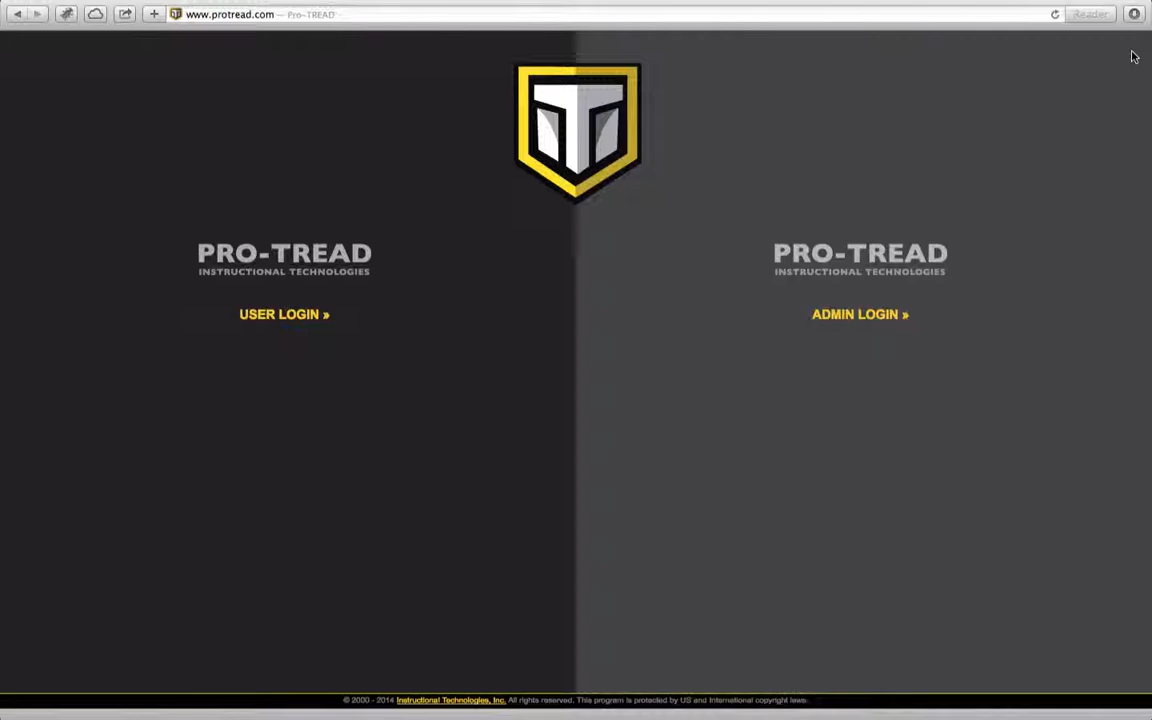 www.protread.com — Pro-TREAD
Reader
PRO-TREAD
INSTRUCTIONAL TECHNOLOGIES
USER LOGIN »
PRO-TREAD
INSTRUCTIONAL TECHNOLOGIES
ADMIN LOGIN »
© 2000 - 2014 Instructional Technologies, Inc. All rights reserved. This program is protected by US and International copyright laws.